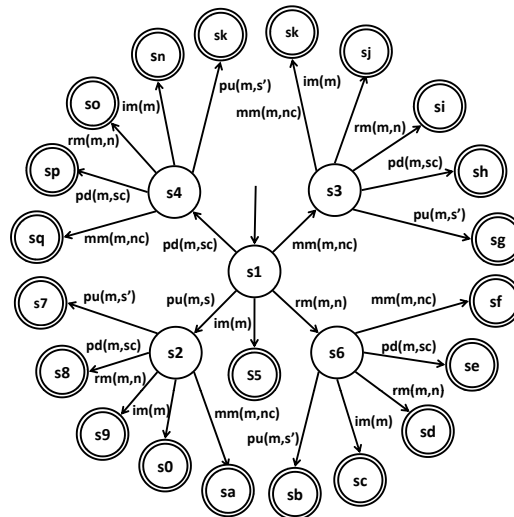 sk
sk
sn
sj
im(m)
pu(m,s')
im(m)
so
si
mm(m,nc)
rm(m,n)
rm(m,n)
sp
sh
s4
s3
pd(m,sc)
pd(m,sc)
pu(m,s')
sq
mm(m,nc)
sg
pd(m,sc)
mm(m,nc)
s1
s7
pu(m,s')
pu(m,s)
rm(m,n)
mm(m,nc)
sf
im(m)
pd(m,sc)
s2
s6
pd(m,sc)
se
s8
s5
rm(m,n)
rm(m,n)
im(m)
mm(m,nc)
im(m)
s9
sd
pu(m,s')
s0
sc
sa
sb